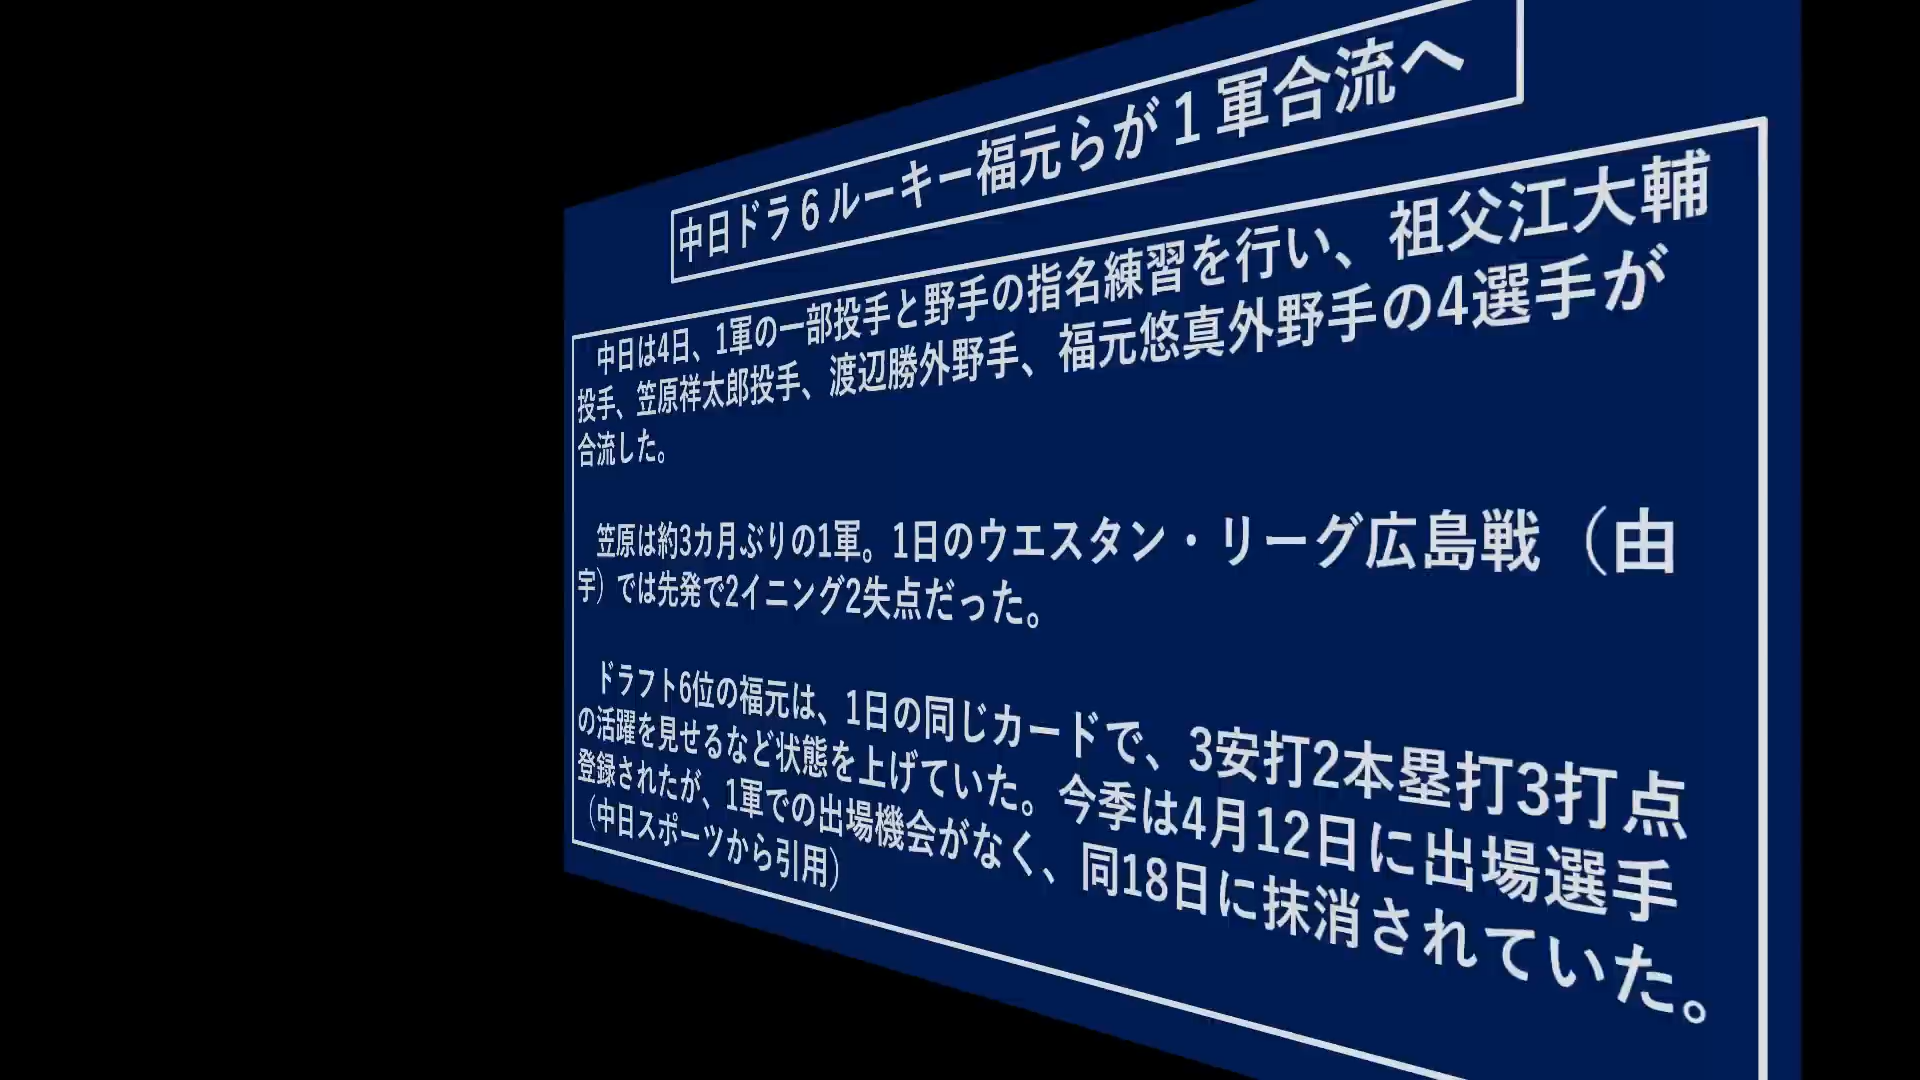 中日ドラ６ルーキー福元らが１軍合流へ
中日は4日、1軍の一部投手と野手の指名練習を行い、祖父江大輔
投手、笠原祥太郎投手、渡辺勝外野手、福元悠真外野手の4選手が
合流した。
笠原は約3カ月ぶりの1軍。1日のウエスタン・リーグ広島戦（由
宇）では先発で2イニング2失点だった。
ドラフト6位の福元は、1日の同じカードで、3安打2本塁打3打点
の活躍を見せるなど状態を上げていた。今季は4月12日に出場選手
登録されたが、1軍での出場機会がなく、同18日に抹消されていた。
（中日スポーツから引用）